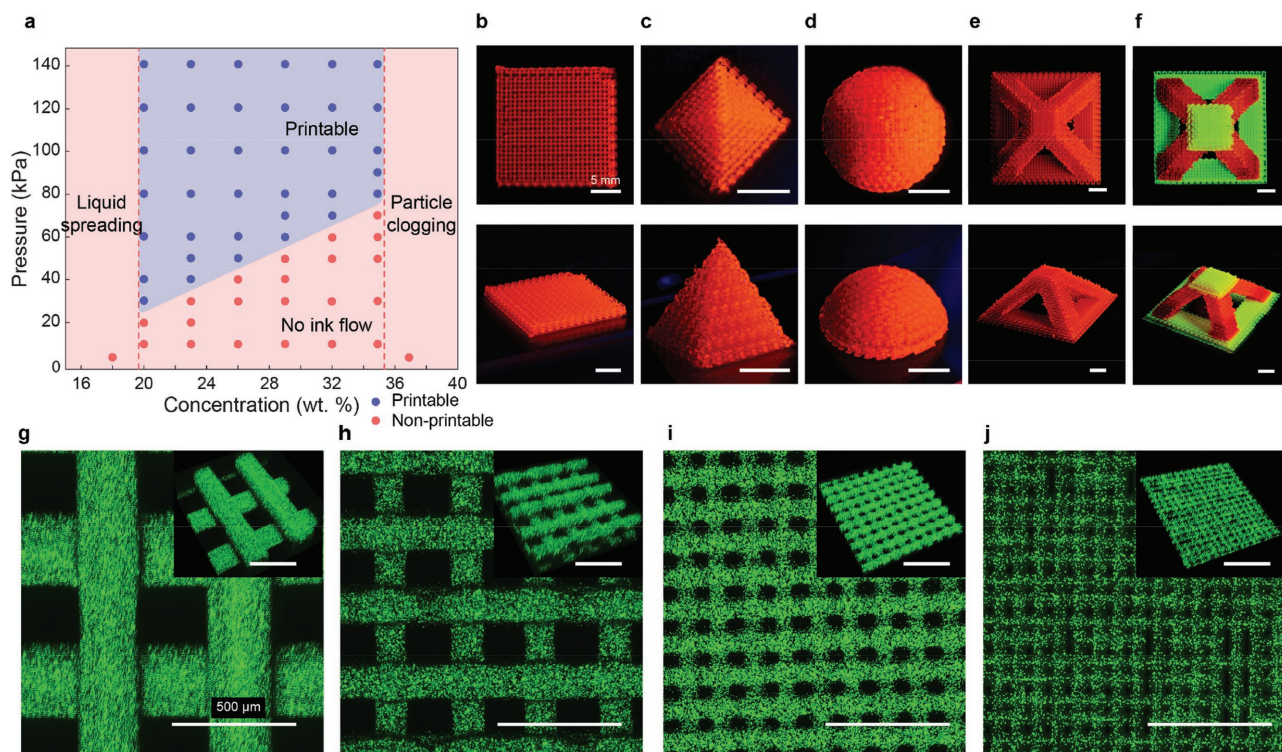 a
b
c
d
e
f
140
120
100
80
60
40
20
0
Pressure (kPa)
Printable
Liquid
spreading
Particle
clogging
No ink flow
16
20
24
28
32
36
40
Concentration (wt. %)
Printable
Non-printable
5 mm
g
h
i
j
500 µm